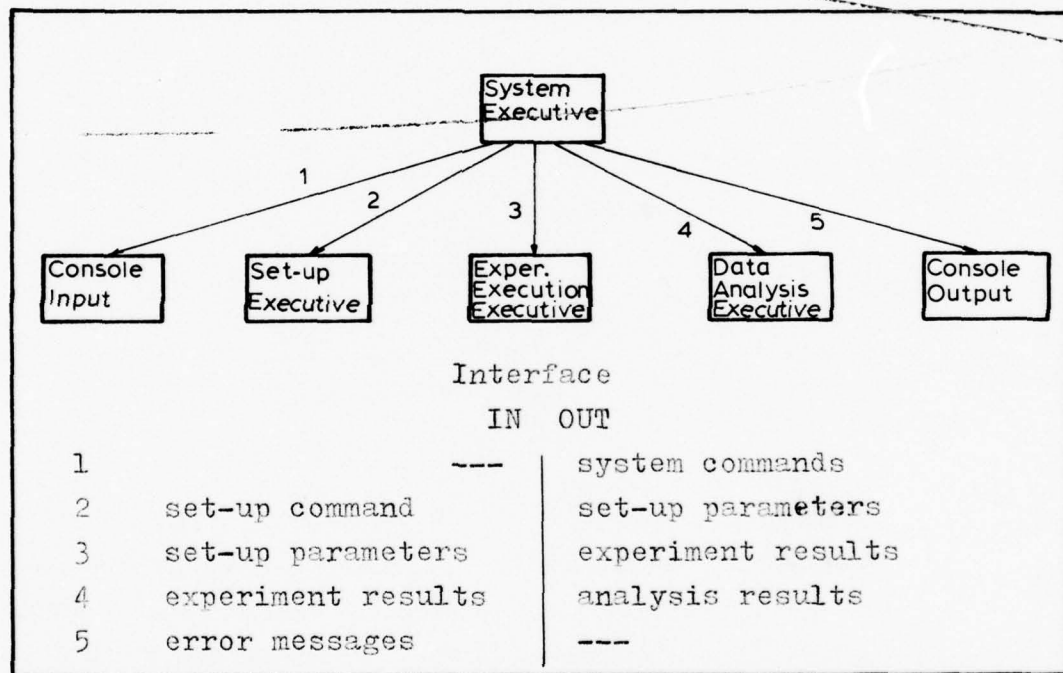 System
Executive
1
2
3
4
5
Console
Input
Set-up
Executive
Exper.
Execution
Executive
Data
Analysis
Executive
Console
Output
Interface
IN OUT
1 --- system commands
2 set-up command set-up parameters
3 set-up parameters experiment results
4 experiment results analysis results
5 error messages ---